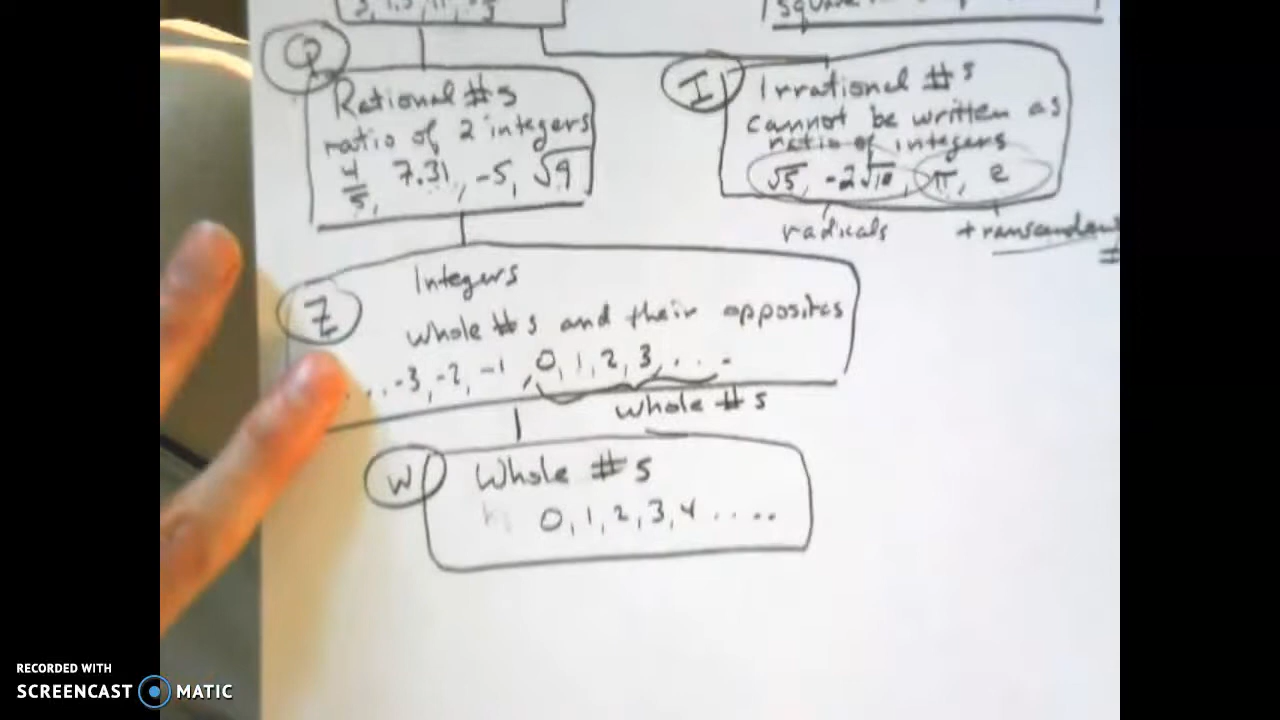 square
Q
Rational #s
ratio of 2 integers
4/5, 7.31, -5, √9
I
Irrational #s
cannot be written as
ratio of integers
√5, -2√10, π, e
radicals
Z
Integers
Whole #s and their opposites
... -3, -2, -1, 0, 1, 2, 3, ...
whole #s
W
Whole #s
0, 1, 2, 3, 4 .....
RECORDED WITH
SCREENCAST MATIC